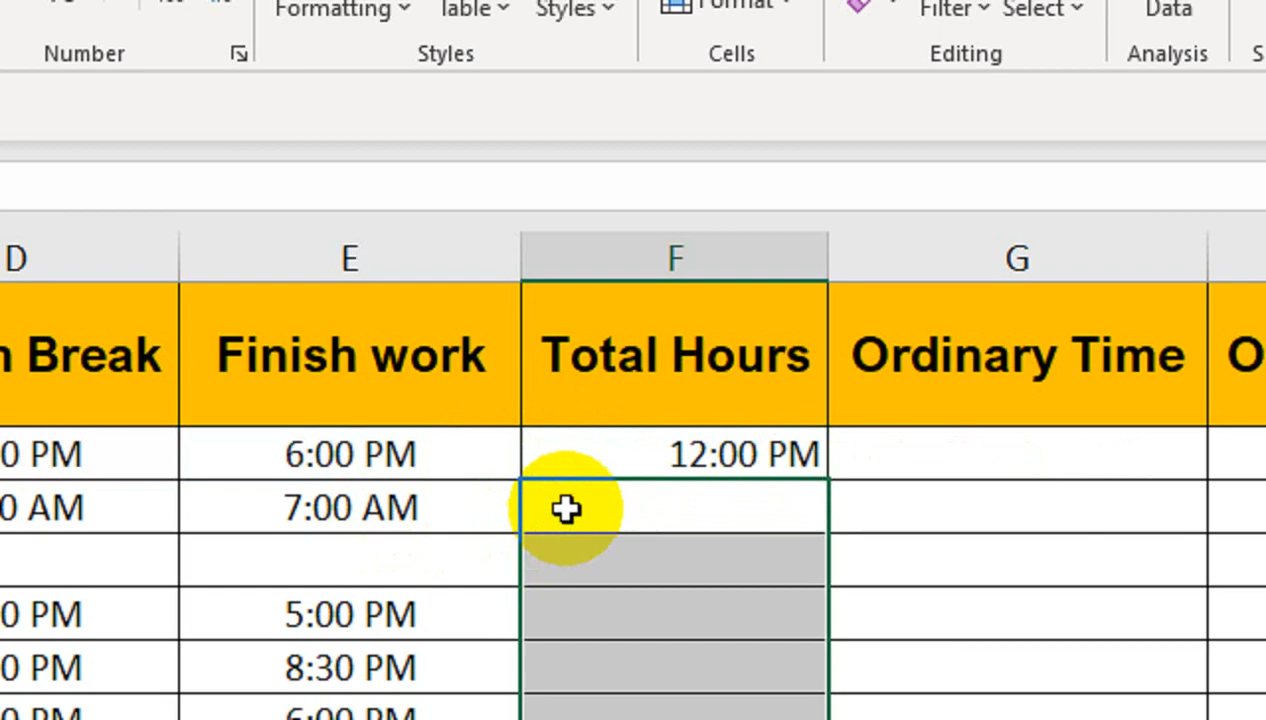 Formatting Table Styles Format Filter Select Data
Number Styles Cells Editing Analysis S
D E F G
n Break Finish work Total Hours Ordinary Time O
0 PM 6:00 PM 12:00 PM
0 AM 7:00 AM
0 PM 5:00 PM
0 PM 8:30 PM
6:00 PM